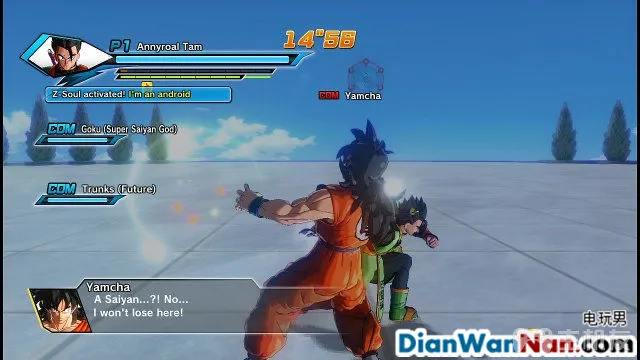 P1 Annyroal Tam
14"56
Z-Soul activated! I'm an android
COM Yamcha
COM Goku (Super Saiyan God)
COM Trunks (Future)
Yamcha
A Saiyan...?! No...
I won't lose here!
电玩男
DianWanNan.com